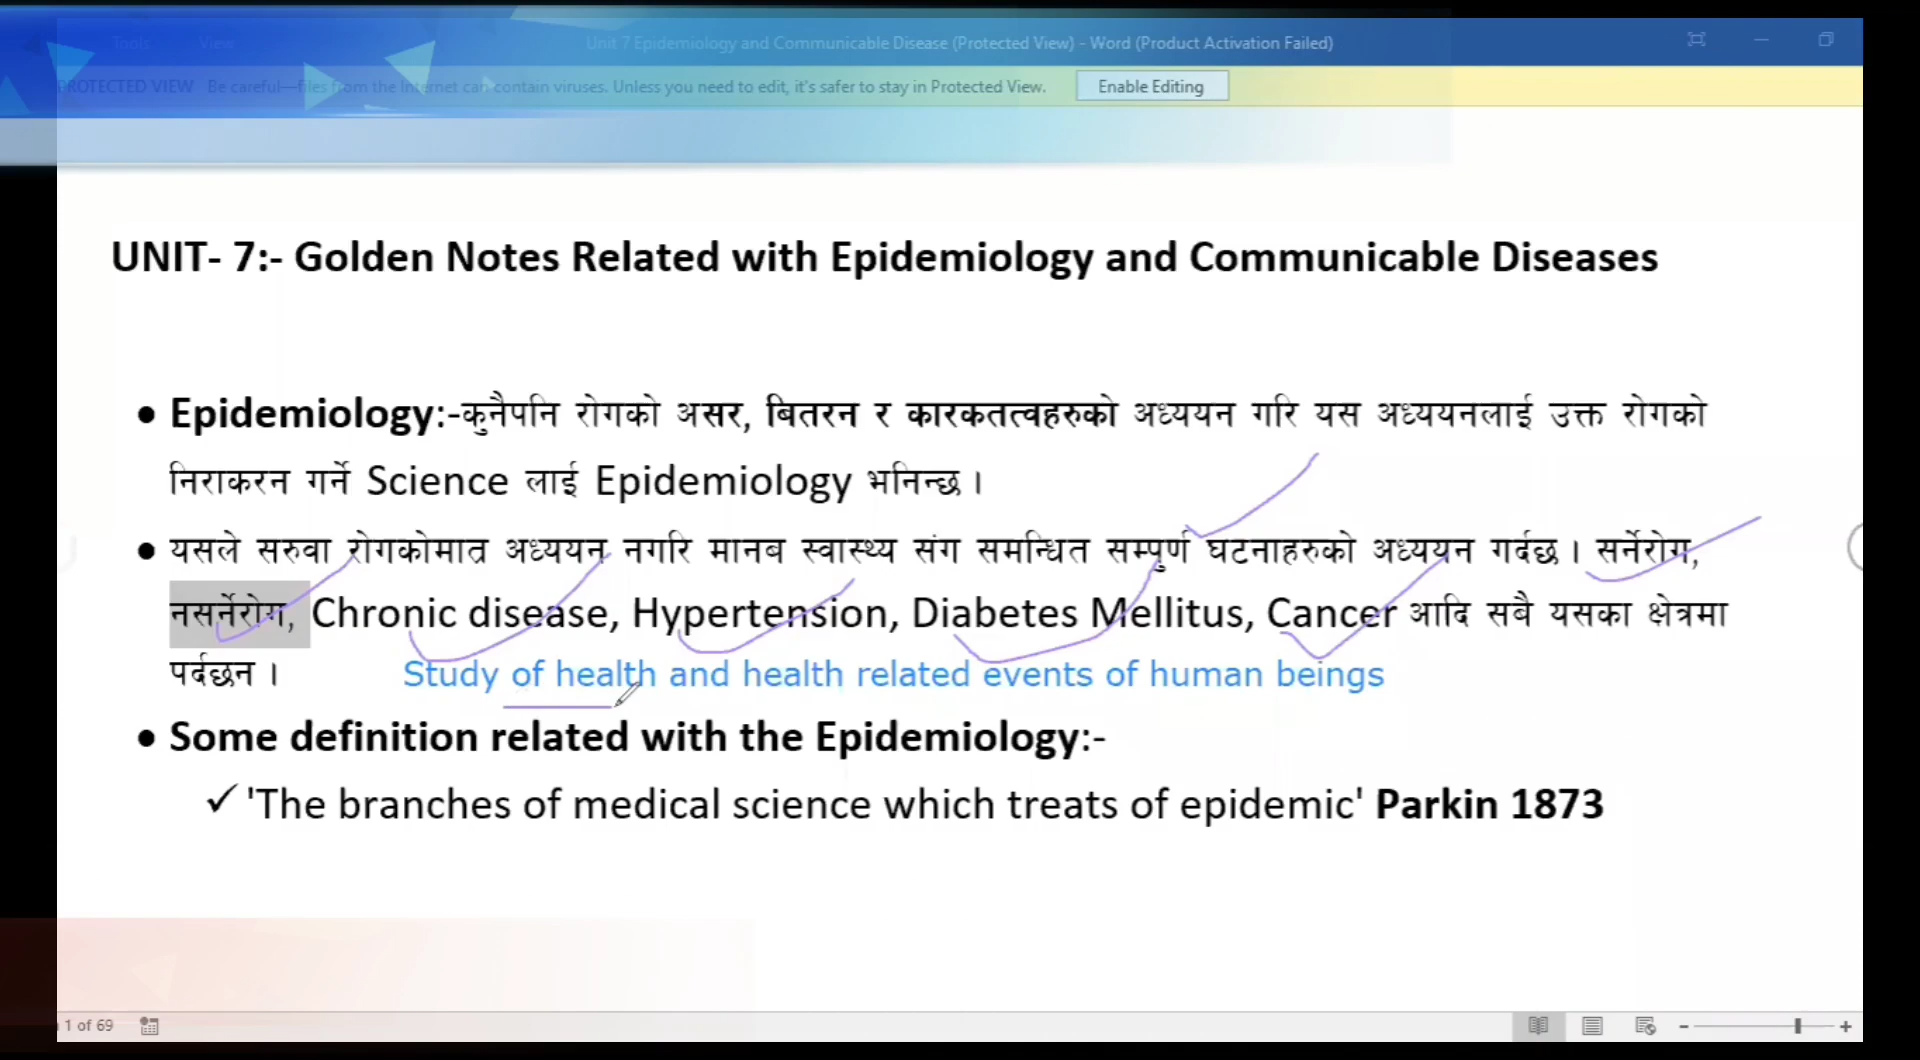 Tools View Unit 7 Epidemiology and Communicable Disease (Protected View) - Word (Product Activation Failed)
PROTECTED VIEW Be careful—files from the Internet can contain viruses. Unless you need to edit, it's safer to stay in Protected View. Enable Editing
UNIT- 7:- Golden Notes Related with Epidemiology and Communicable Diseases
• Epidemiology:-कुनैपनि रोगको असर, बितरन र कारकतत्वहरुको अध्ययन गरि यस अध्ययनलाई उक्त रोगको
निराकरन गर्ने Science लाई Epidemiology भनिन्छ ।
• यसले सरुवा रोगकोमात्र अध्ययन नगरि मानब स्वास्थ्य संग समन्धित सम्पुर्ण घटनाहरुको अध्ययन गर्दछ । सर्नेरोग,
नसर्नेरोग, Chronic disease, Hypertension, Diabetes Mellitus, Cancer आदि सबै यसका क्षेत्रमा
पर्दछन ।
Study of health and health related events of human beings
• Some definition related with the Epidemiology:-
✓ 'The branches of medical science which treats of epidemic' Parkin 1873
1 of 69